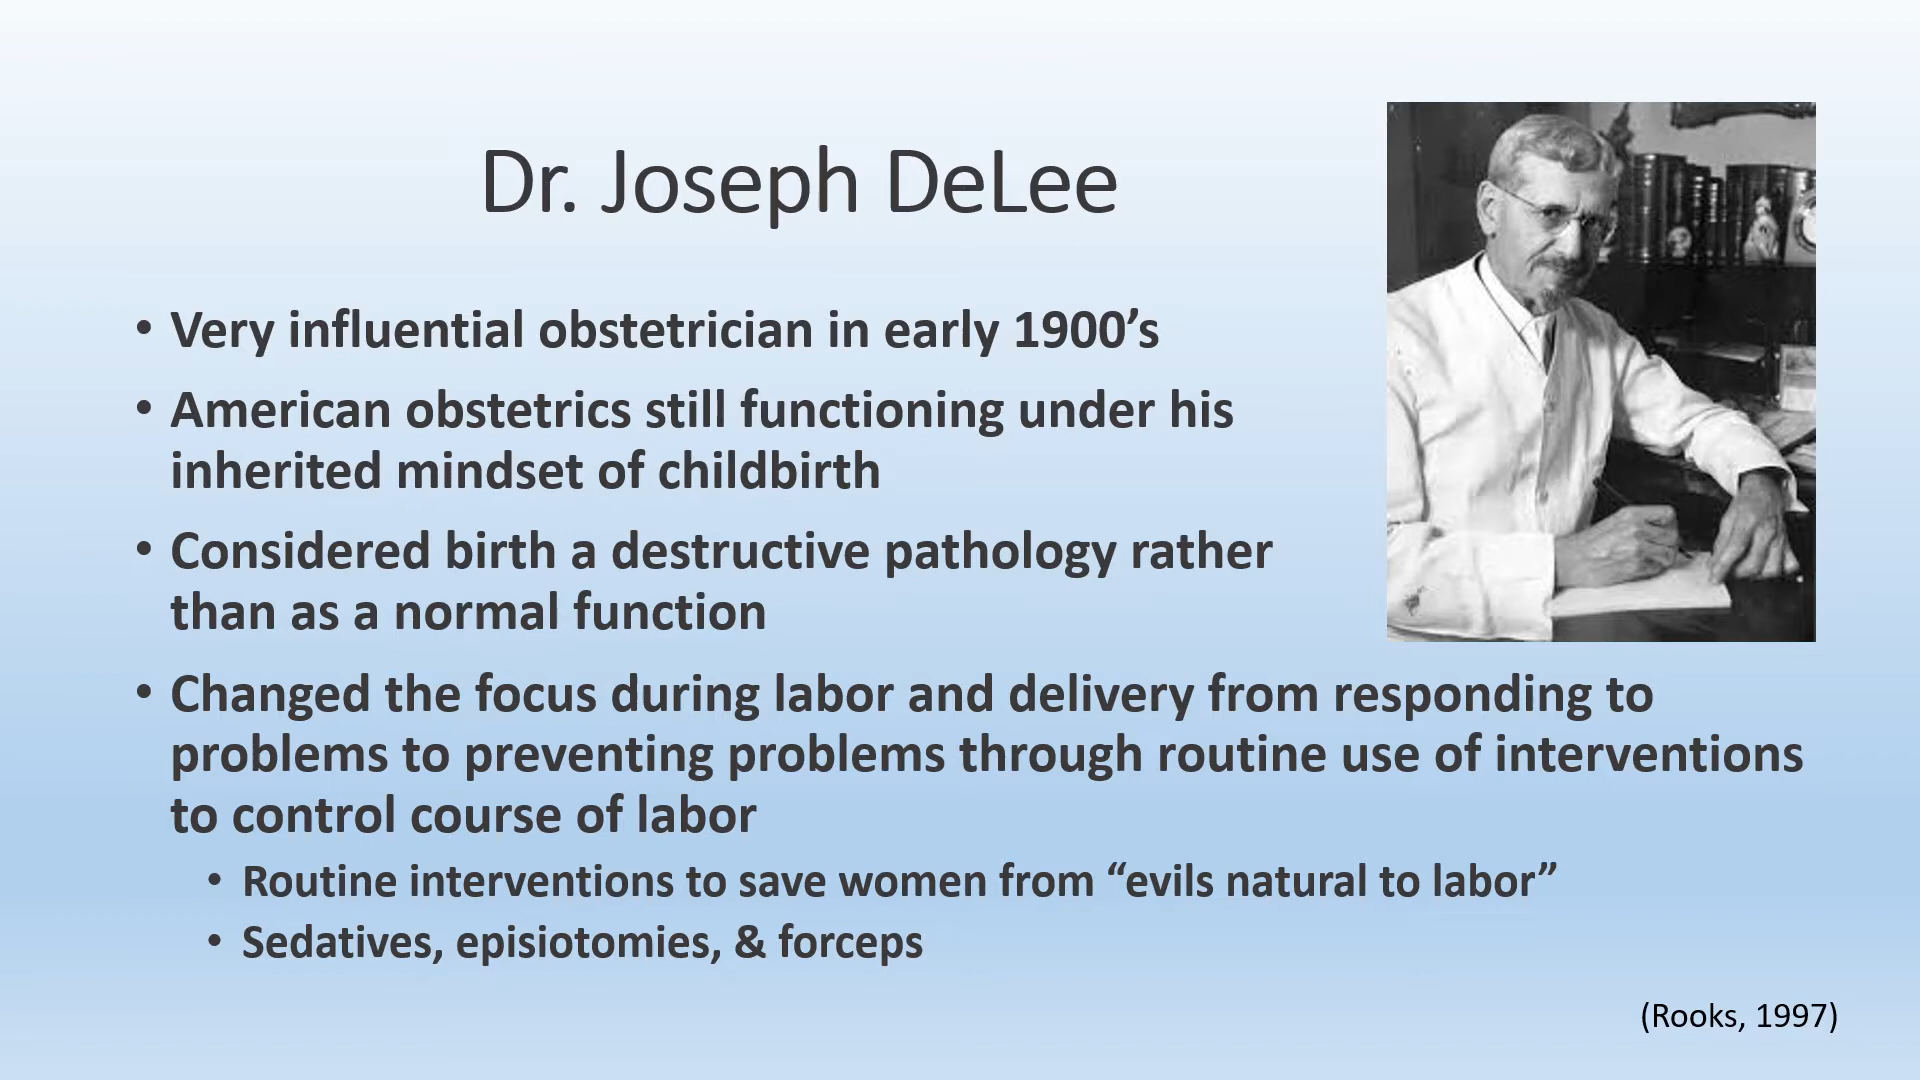 Dr. Joseph DeLee
• Very influential obstetrician in early 1900’s
• American obstetrics still functioning under his
inherited mindset of childbirth
• Considered birth a destructive pathology rather
than as a normal function
• Changed the focus during labor and delivery from responding to
problems to preventing problems through routine use of interventions
to control course of labor
• Routine interventions to save women from “evils natural to labor”
• Sedatives, episiotomies, & forceps
(Rooks, 1997)